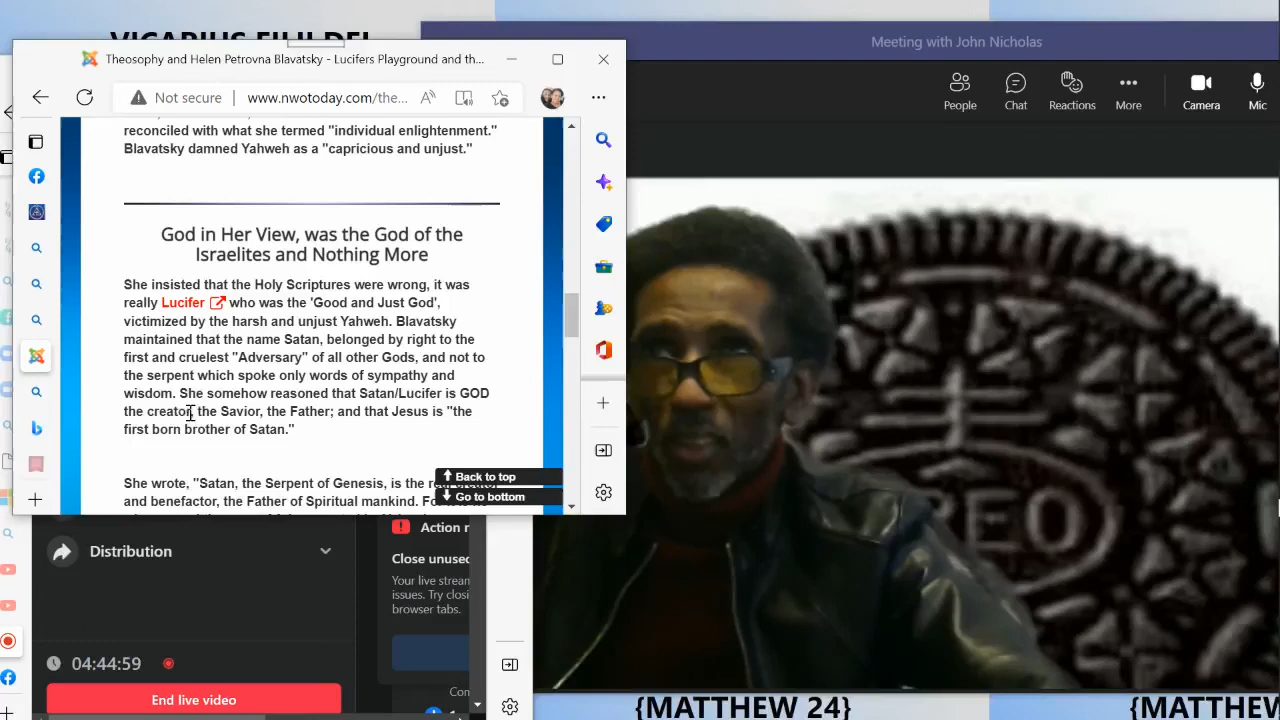 VICARIUS FILII DEI
Meeting with John Nicholas
Theosophy and Helen Petrovna Blavatsky - Lucifers Playground and th...
Not secure
www.nwotoday.com/the...
People
Chat
Reactions
More
Camera
Mic
reconciled with what she termed "individual enlightenment."
Blavatsky damned Yahweh as a "capricious and unjust."
God in Her View, was the God of the
Israelites and Nothing More
She insisted that the Holy Scriptures were wrong, it was
really Lucifer who was the 'Good and Just God',
victimized by the harsh and unjust Yahweh. Blavatsky
maintained that the name Satan, belonged by right to the
first and cruelest "Adversary" of all other Gods, and not to
the serpent which spoke only words of sympathy and
wisdom. She somehow reasoned that Satan/Lucifer is GOD
the creator, the Savior, the Father; and that Jesus is "the
first born brother of Satan."
She wrote, "Satan, the Serpent of Genesis, is the real creator
and benefactor, the Father of Spiritual mankind.
Back to top
Go to bottom
REO
Distribution
Action r
Close unused
Your live strean
issues. Try closi
browser tabs.
04:44:59
End live video
Con
{MATTHEW 24}
{MATTHEW